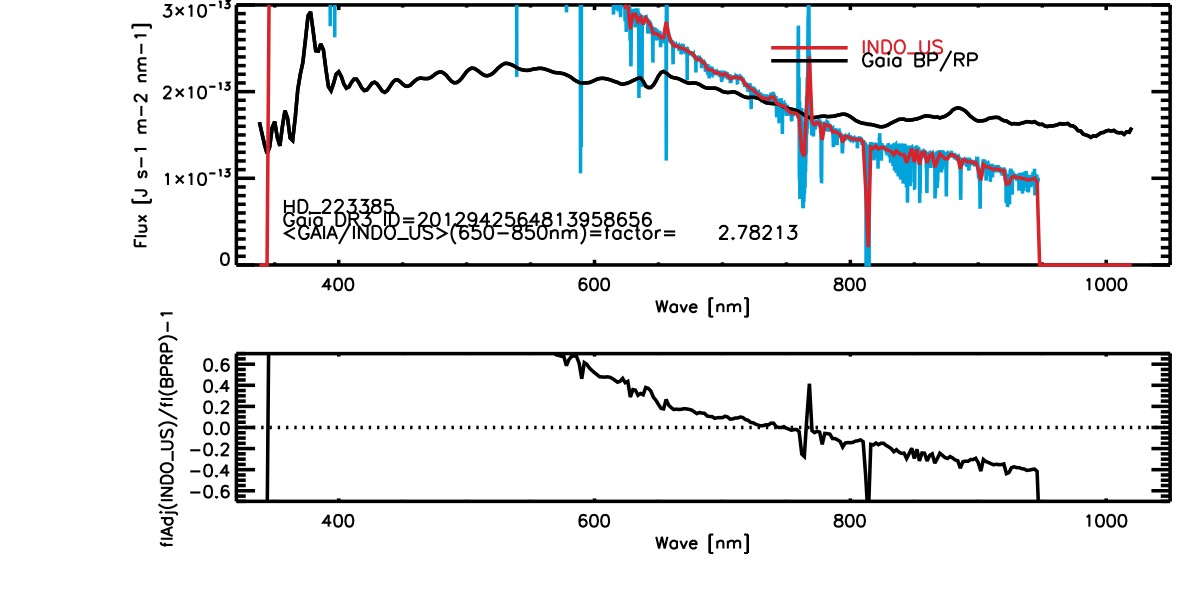 3×10−13
INDO_US
Gaia BP/RP
2×10−13
1×10−13
HD_223385
Gaia DR3_ID=2012942564813958656
<GAIA/INDO_US>(650−850nm)=factor= 2.78213
0
Flux [J s−1 m−2 nm−1]
400 600 800 1000
Wave [nm]
0.6
0.4
0.2
0.0
−0.2
−0.4
−0.6
flAdj(INDO_US)/fl(BPRP)−1
400 600 800 1000
Wave [nm]